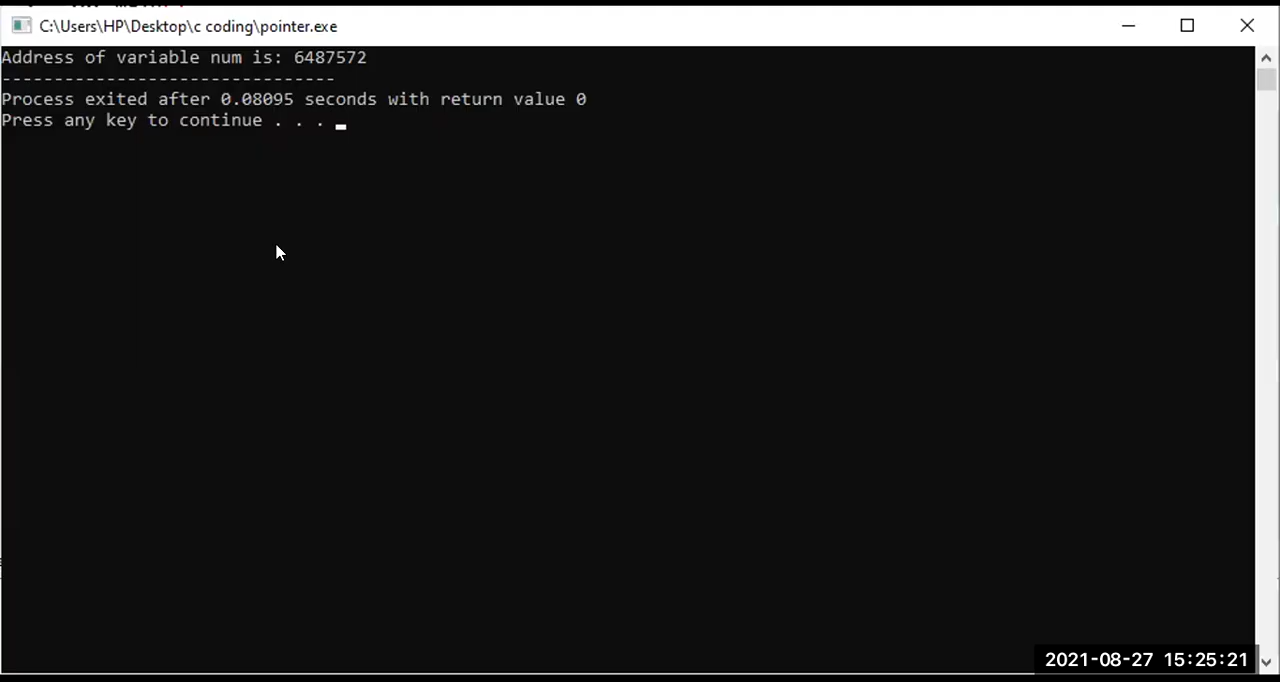 C:\Users\HP\Desktop\c coding\pointer.exe
Address of variable num is: 6487572
--------------------------------
Process exited after 0.08095 seconds with return value 0
Press any key to continue . . .
2021-08-27 15:25:21